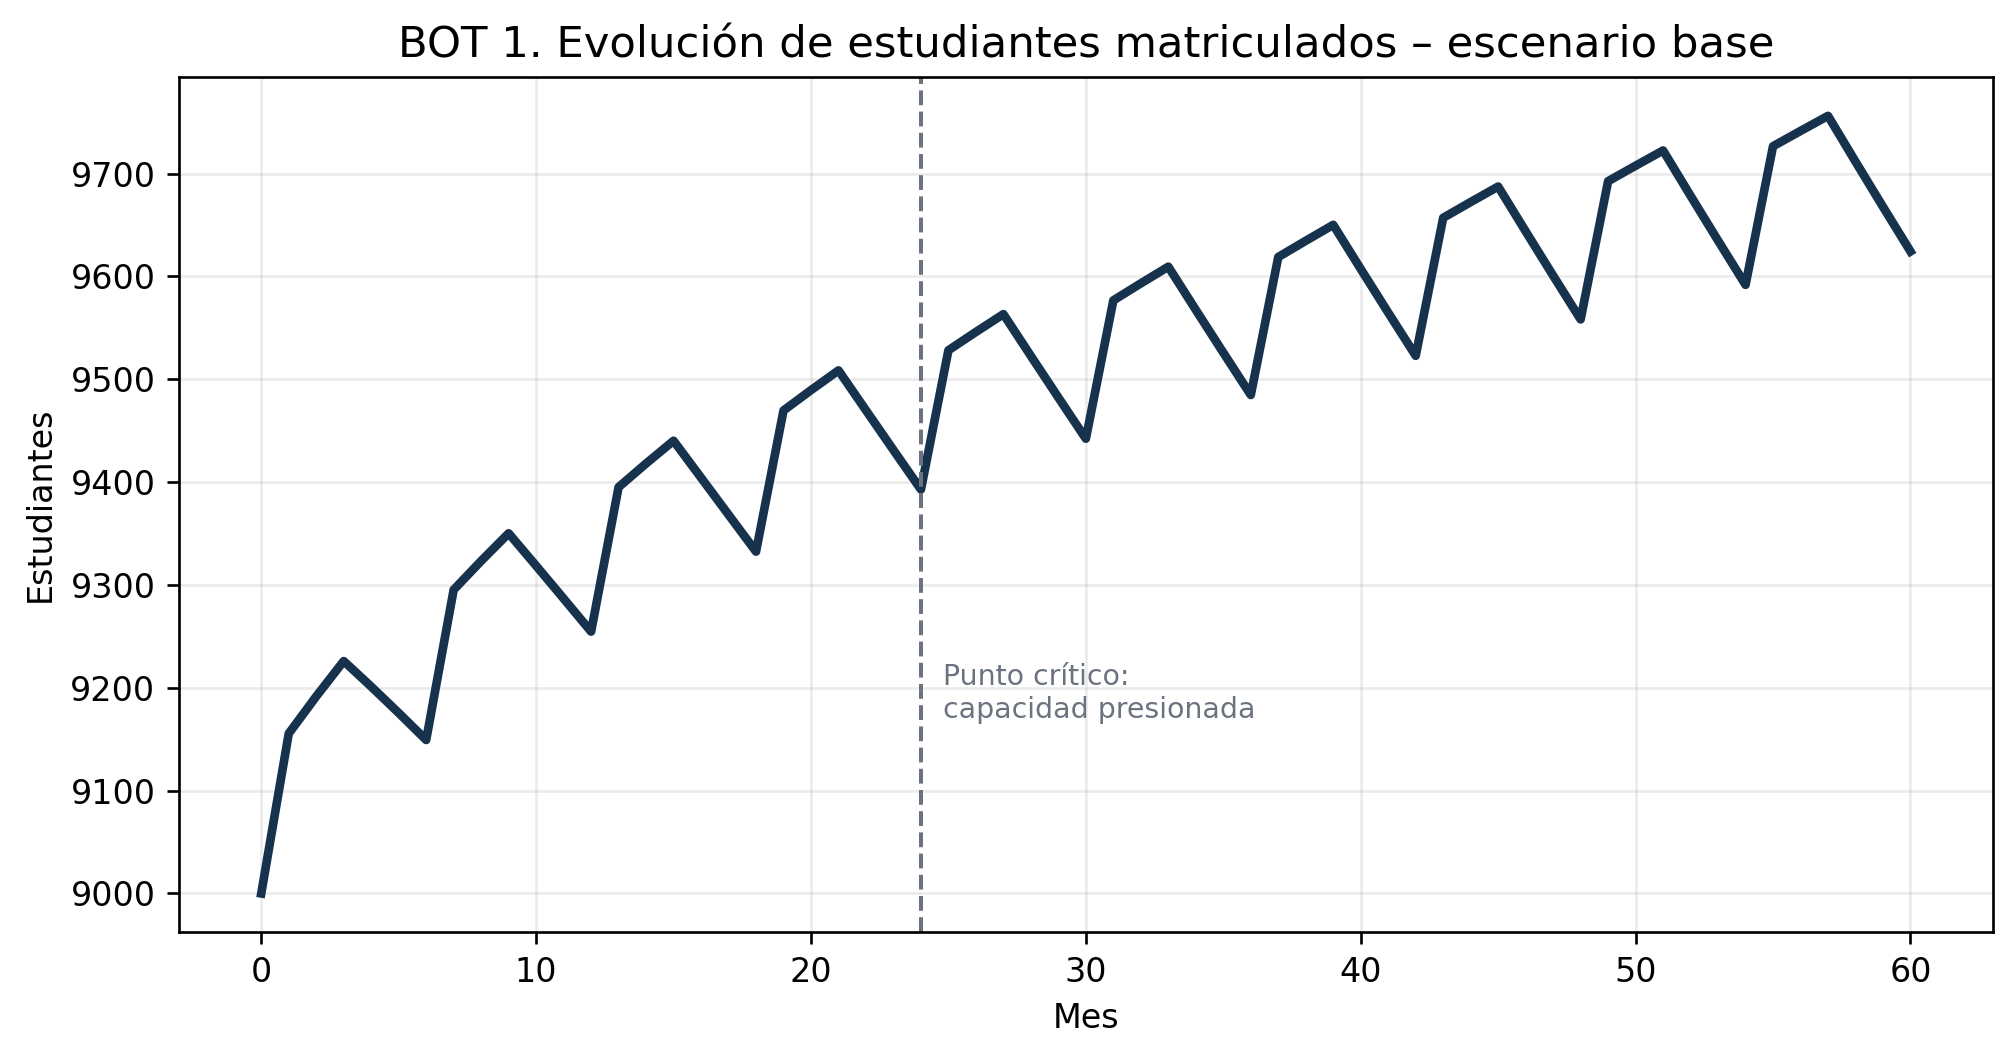 BOT 1. Evolución de estudiantes matriculados – escenario base
Estudiantes
9700
9600
9500
9400
9300
9200
9100
9000
Punto crítico:
capacidad presionada
0 10 20 30 40 50 60
Mes